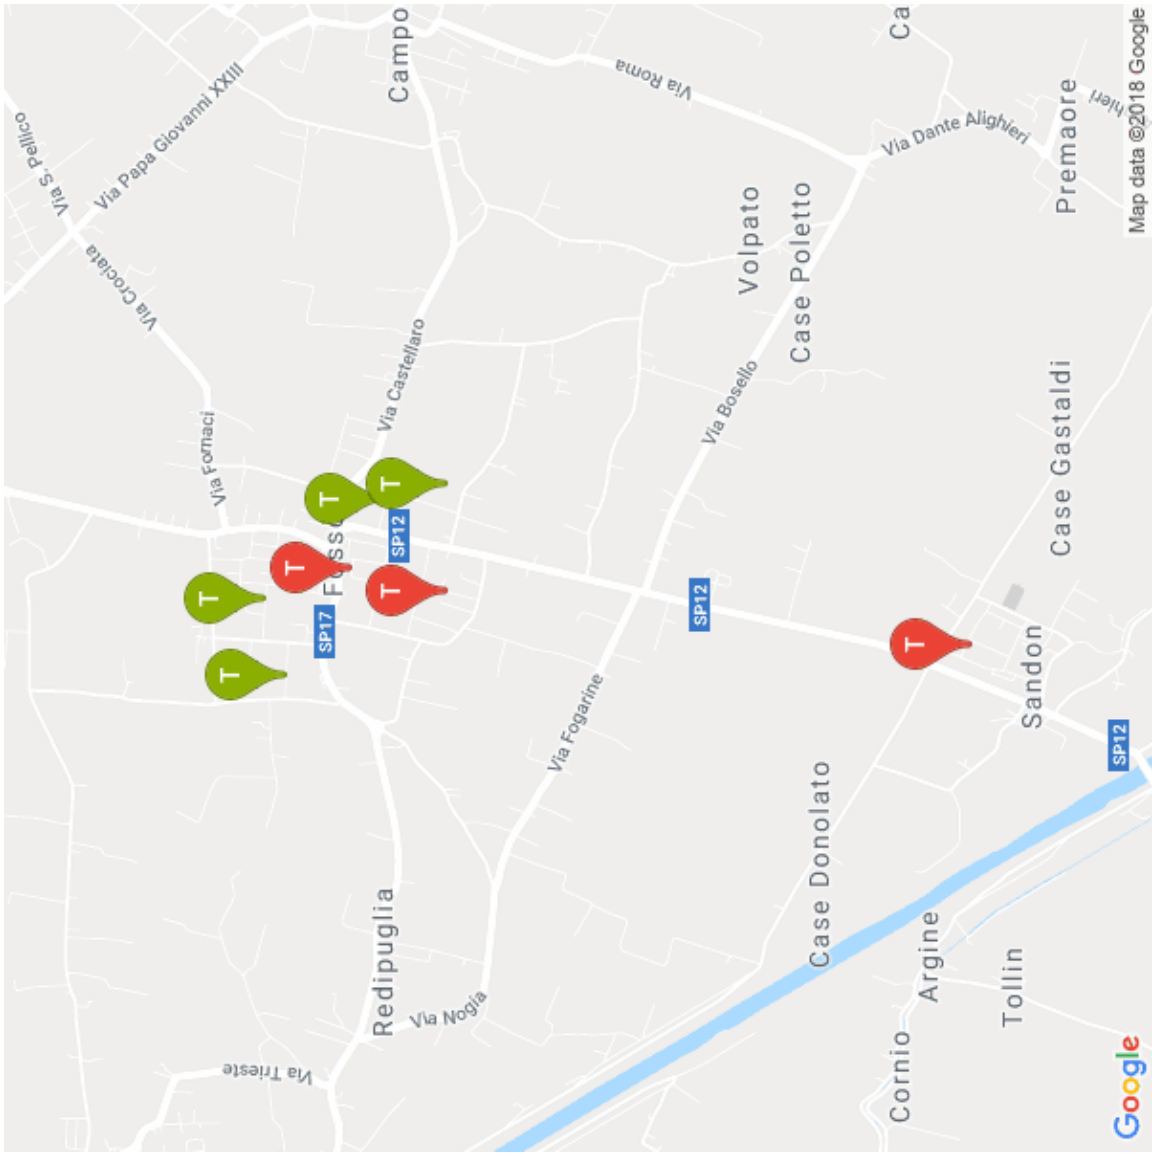 Via S. Pellico
Via Papa Giovanni XXIII
Via Crociata
Via Fornaci
T
T
Via Trieste
T
SP17
T
Campo
Via Castellaro
T
SP12
T
Redipuglia
Via Nogia
Via Fogarine
Via Roma
SP12
Via Bosello
Volpato
Case Poletto
Case Donolato
Ca
T
Cornio
Argine
Via Dante Alighieri
Tollin
Sandon
Case Gastaldi
Premaore
hieri
SP12
Google
Map data ©2018 Google